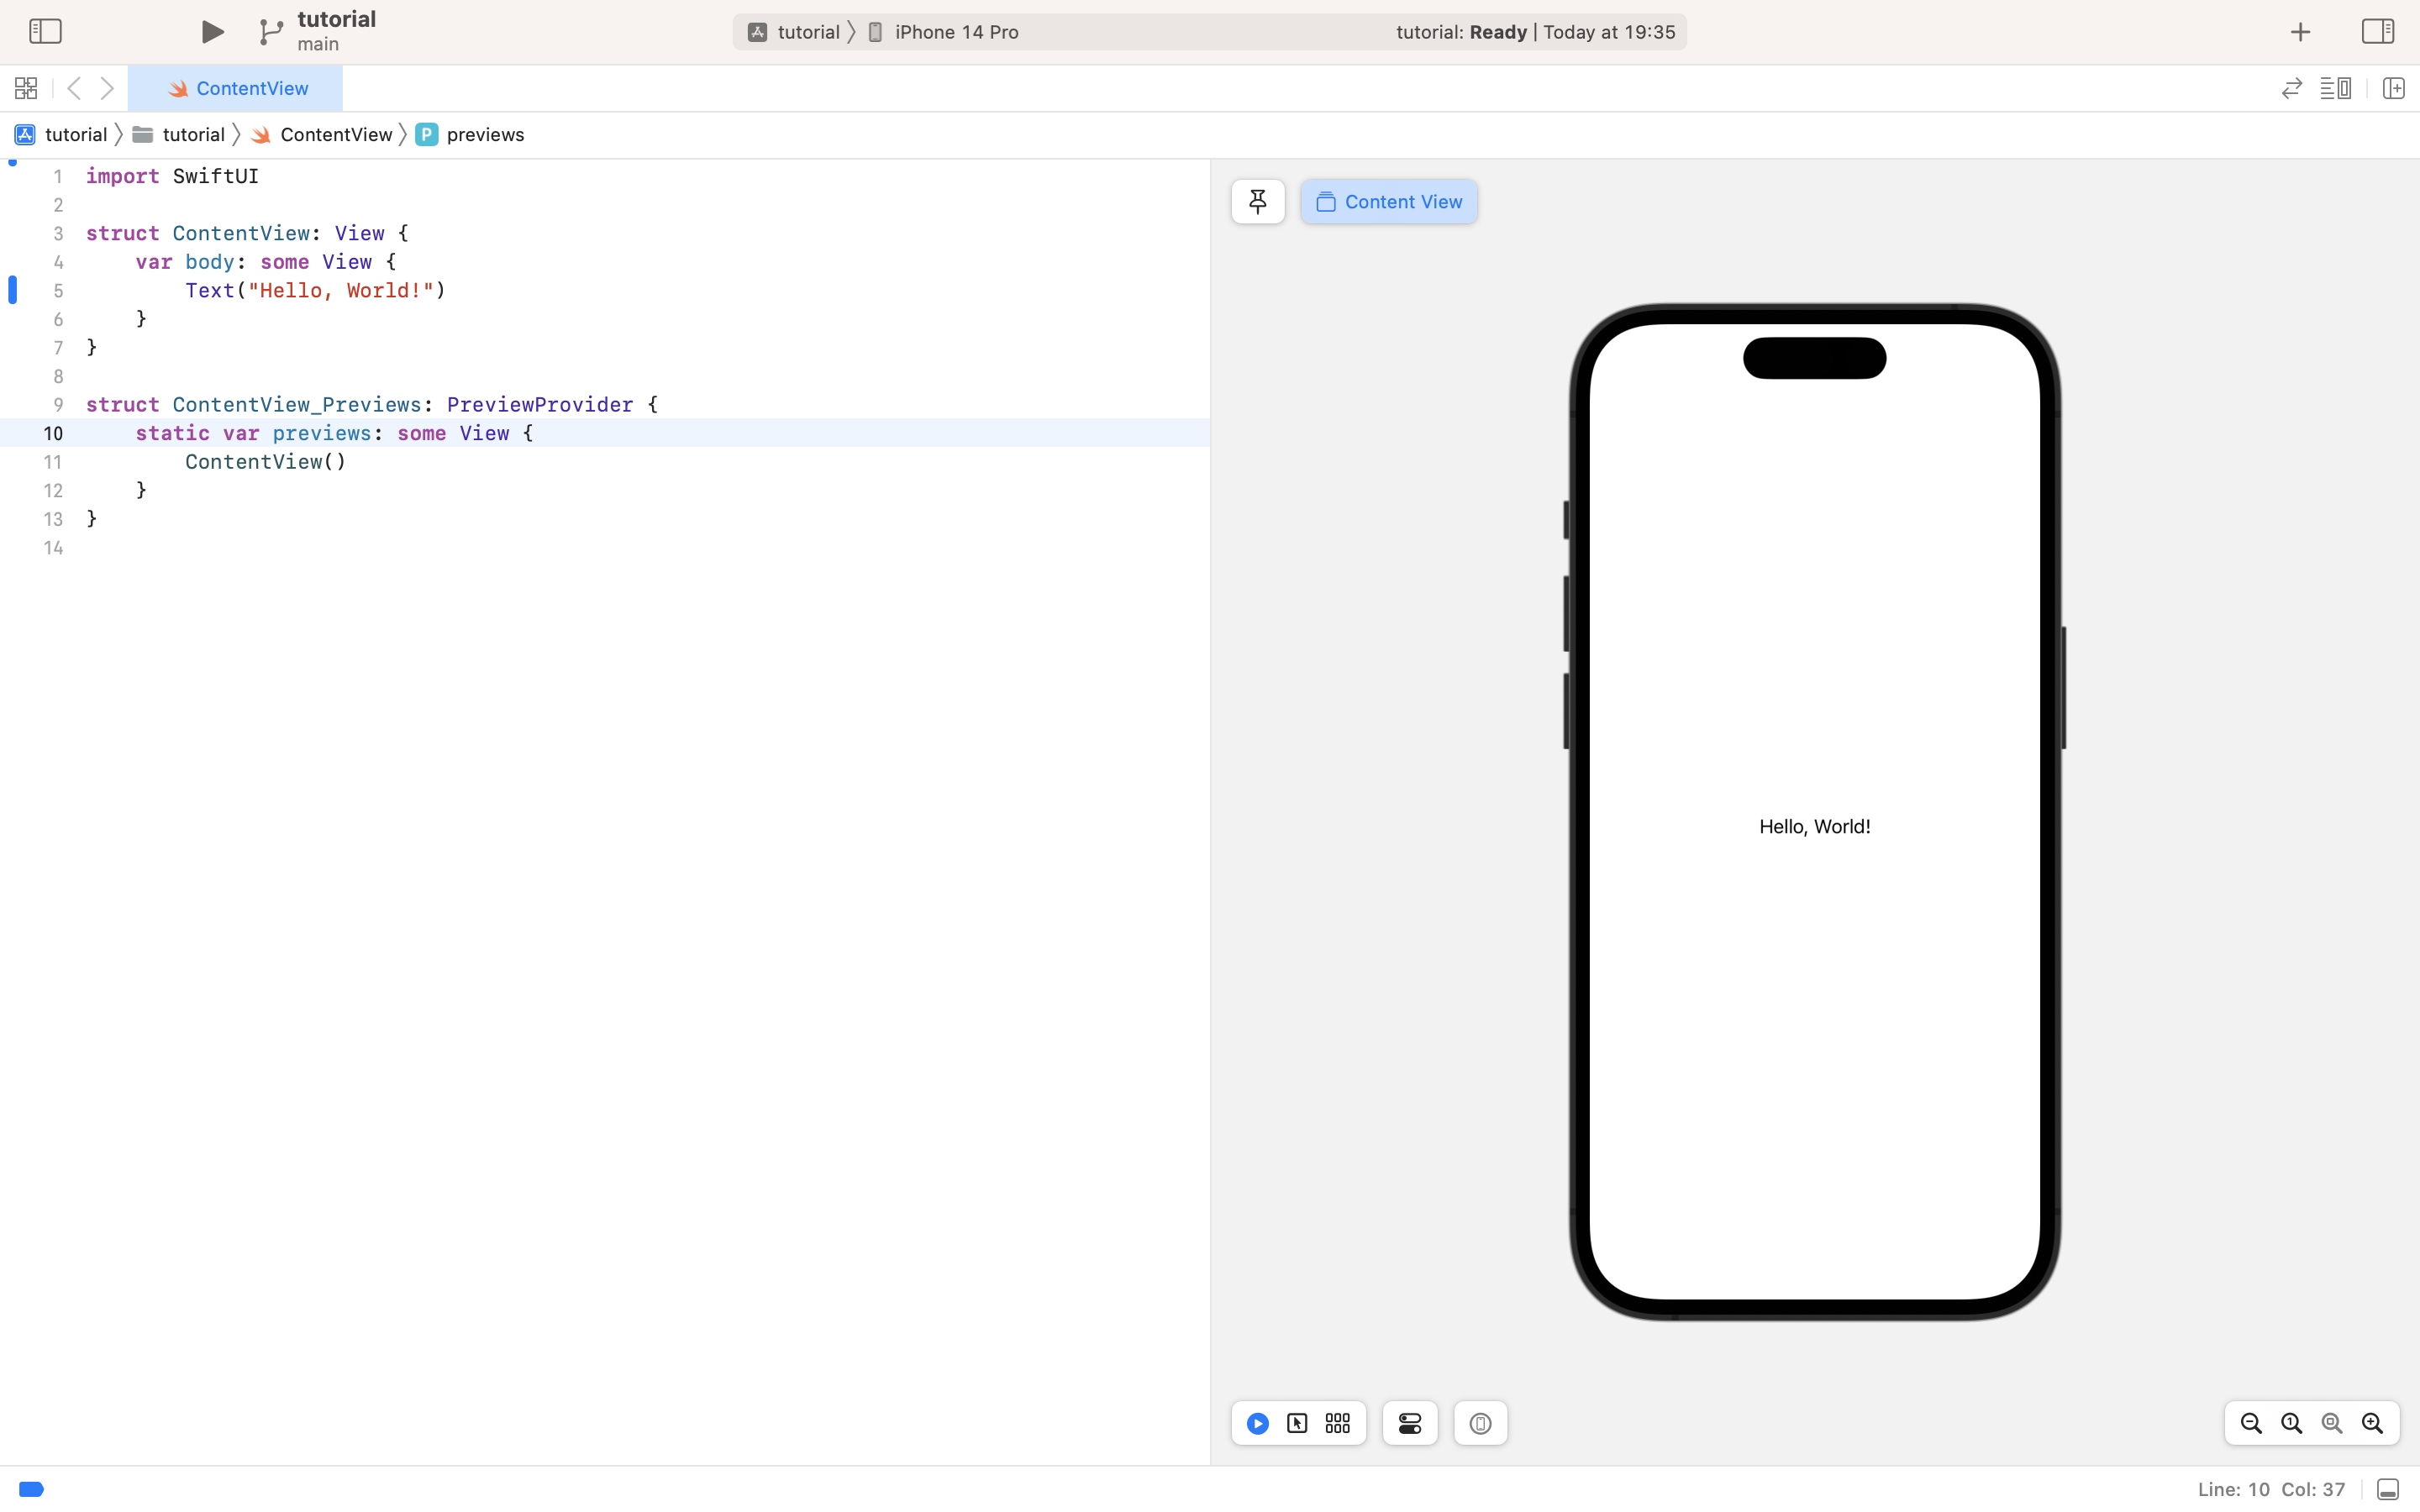 tutorial
main
tutorial iPhone 14 Pro
tutorial: Ready | Today at 19:35
ContentView
tutorial tutorial ContentView P previews
1 import SwiftUI
2
3 struct ContentView: View {
4     var body: some View {
5         Text("Hello, World!")
6     }
7 }
8
9 struct ContentView_Previews: PreviewProvider {
10     static var previews: some View {
11         ContentView()
12     }
13 }
14
Content View
Hello, World!
Line: 10 Col: 37